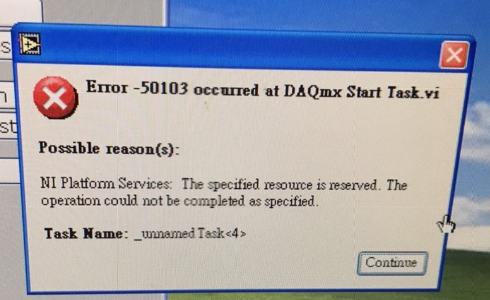 s
Error -50103 occurred at DAQmx Start Task.vi
n
st
Possible reason(s):
NI Platform Services:  The specified resource is reserved. The
operation could not be completed as specified.
Task Name: _unnamedTask<4>
Continue